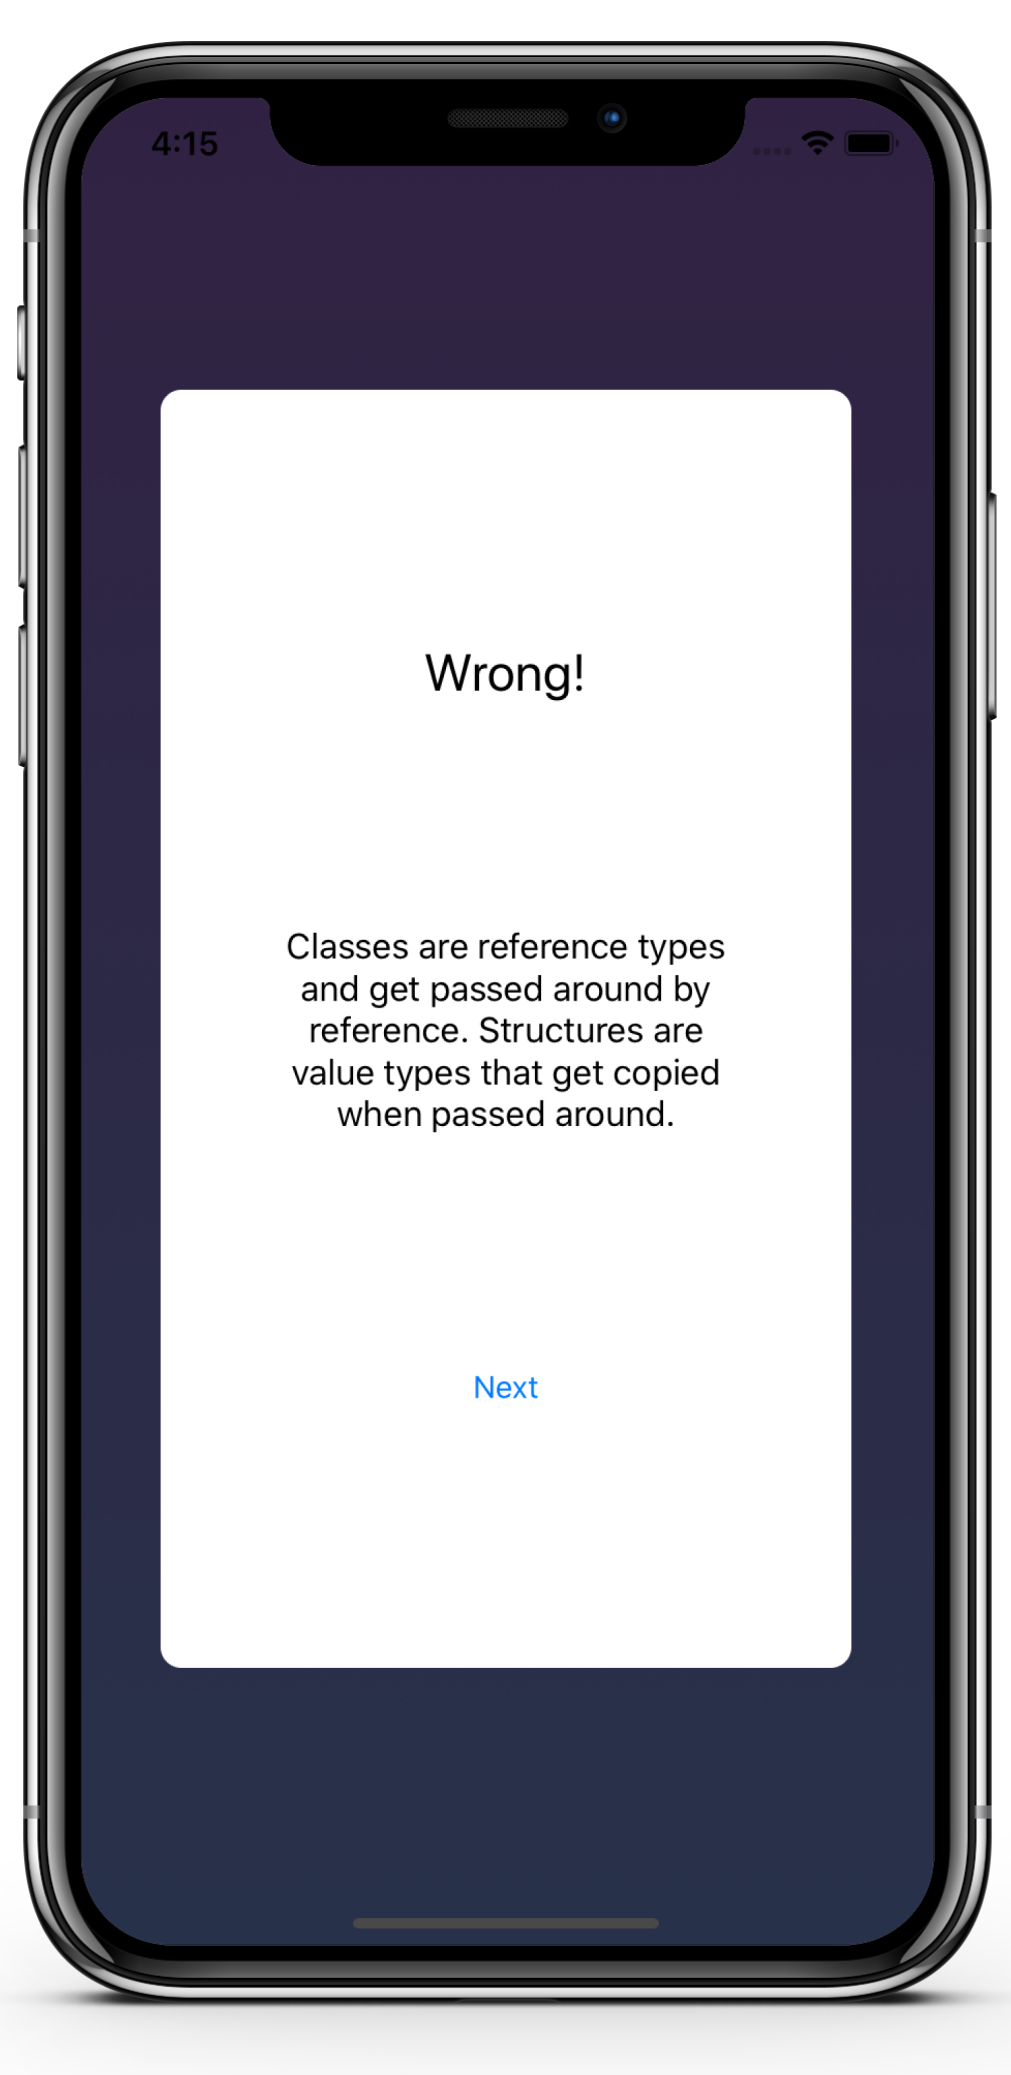 4:15
Wrong!
Classes are reference types
and get passed around by
reference. Structures are
value types that get copied
when passed around.
Next